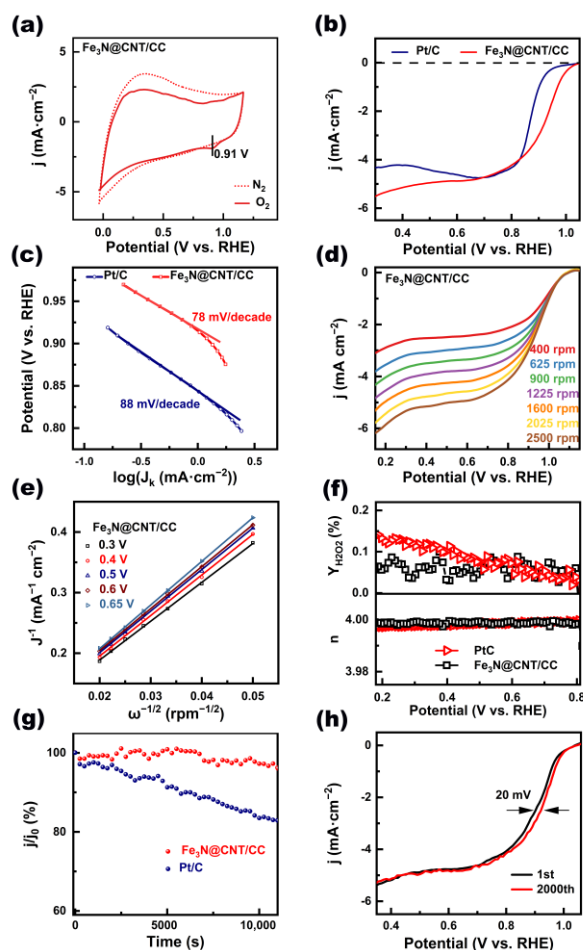 (a)
Fe₃N@CNT/CC
j (mA·cm⁻²)
5
0
-5
0.91 V
N₂
O₂
0.0
0.5
1.0
Potential (V vs. RHE)
(b)
Pt/C
Fe₃N@CNT/CC
j (mA·cm⁻²)
0
-2
-4
-6
0.4
0.6
0.8
1.0
Potential (V vs. RHE)
(c)
Pt/C
Fe₃N@CNT/CC
Potential (V vs. RHE)
0.95
0.90
0.85
0.80
78 mV/decade
88 mV/decade
-1.0
-0.5
0.0
0.5
log(Jₖ (mA·cm⁻²)
(d)
Fe₃N@CNT/CC
j (mA cm⁻²)
0
-2
-4
-6
400 rpm
625 rpm
900 rpm
1225 rpm
1600 rpm
2025 rpm
2500 rpm
0.2
0.4
0.6
0.8
1.0
Potential (V vs. RHE)
(e)
Fe₃N@CNT/CC
0.3 V
0.4 V
0.5 V
0.6 V
0.65 V
J⁻¹ (mA⁻¹ cm⁻²)
0.4
0.3
0.2
0.02
0.03
0.04
0.05
ω⁻¹ᐟ² (rpm⁻¹ᐟ²)
(f)
Y_H2O2 (%)
0.2
0.1
0.0
n
4.00
3.98
PtC
Fe₃N@CNT/CC
0.2
0.4
0.6
0.8
Potential (V vs. RHE)
(g)
j/j₀ (%)
100
90
80
60
Fe₃N@CNT/CC
Pt/C
0
5000
10,000
Time (s)
(h)
j (mA·cm⁻²)
0
-2
-4
-6
20 mV
1st
2000th
0.4
0.6
0.8
1.0
Potential (V vs. RHE)